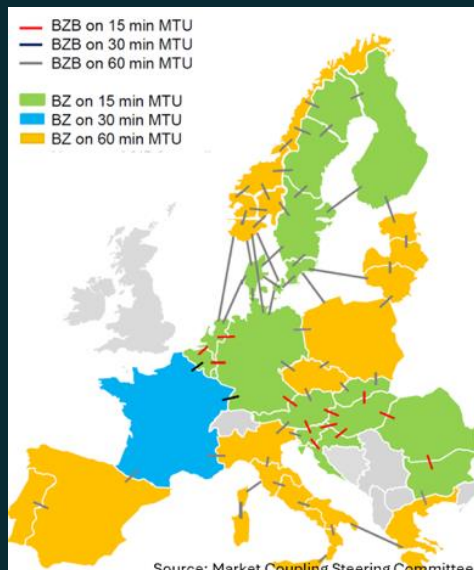 BZB on 15 min MTU
BZB on 30 min MTU
BZB on 60 min MTU
BZ on 15 min MTU
BZ on 30 min MTU
BZ on 60 min MTU
Source: Market Coupling Steering Committee